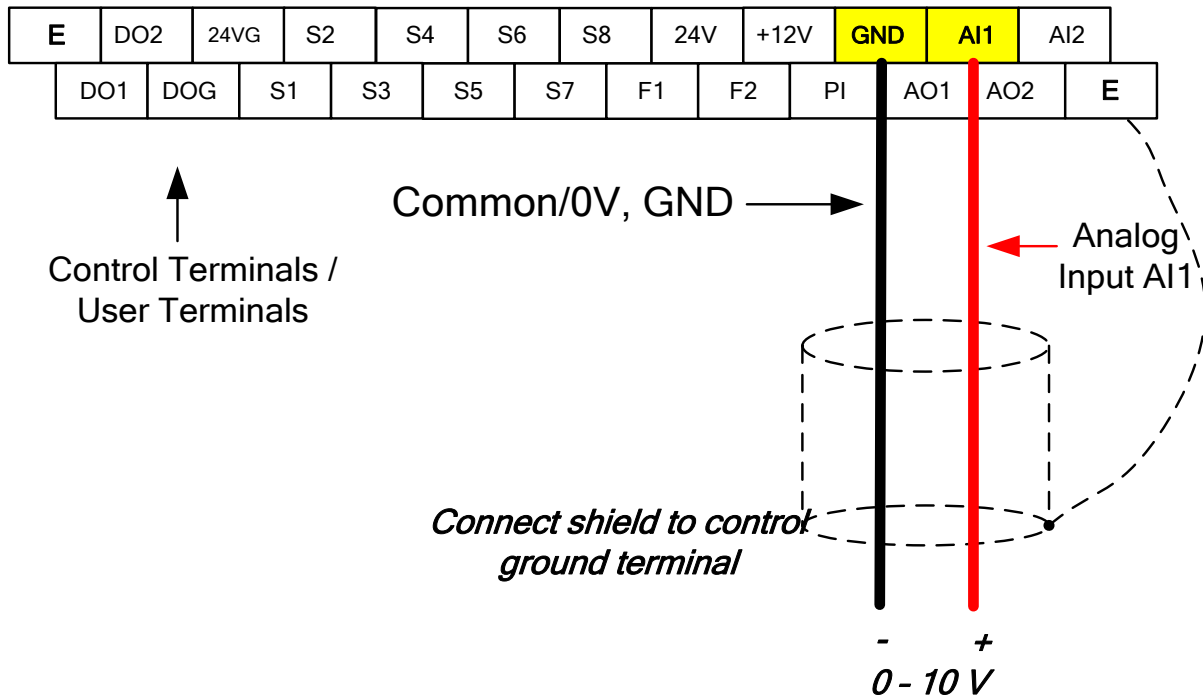 E DO2 24VG S2 S4 S6 S8 24V +12V GND AI1 AI2
DO1 DOG S1 S3 S5 S7 F1 F2 PI AO1 AO2 E
Common/0V, GND
Control Terminals /
User Terminals
Analog
Input AI1
Connect shield to control
ground terminal
- +
0 - 10 V